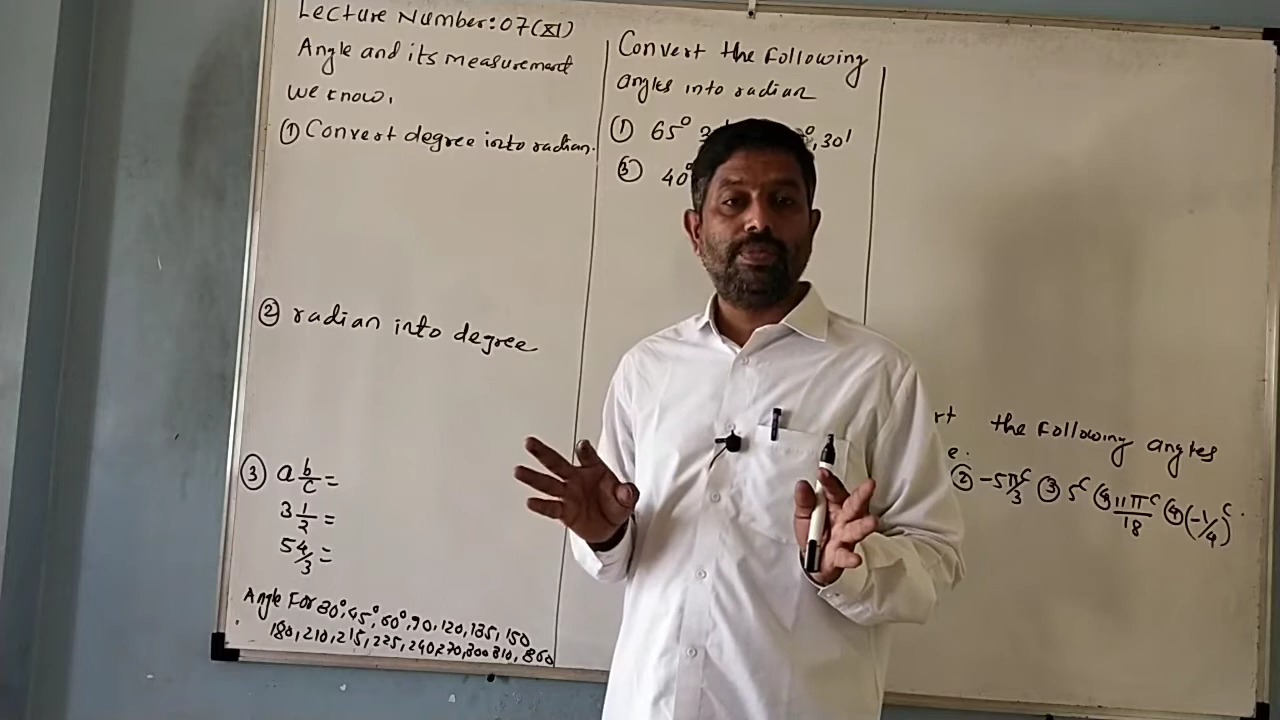 Lecture Number: 07(XI)
Angle and its measurement
we know,
① Convert degree into radian.
② radian into degree
③ a b/c =
3 1/2 =
5 4/3 =
Angle For 30°, 45°, 60°, 90, 120, 135, 150
180, 210, 215, 225, 240, 270, 300 310, 360
Convert the Following
angles into radian
① 65° , 30'
③ 40°
the Following angles
② -5π/3 ᶜ ③ 5ᶜ ④ 11πᶜ/18 ④ (-1/4)ᶜ.